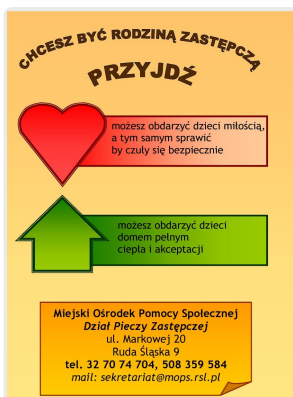 CHCESZ BYĆ RODZINĄ ZASTĘPCZĄ
PRZYJDŹ
możesz obdarzyć dzieci miłością,
a tym samym sprawić
by czuły się bezpiecznie
możesz obdarzyć dzieci
domem pełnym
ciepła i akceptacji
Miejski Ośrodek Pomocy Społecznej
Dział Pieczy Zastępczej
ul. Markowej 20
Ruda Śląska 9
tel. 32 70 74 704, 508 359 584
mail: sekretariat@mops.rsl.pl